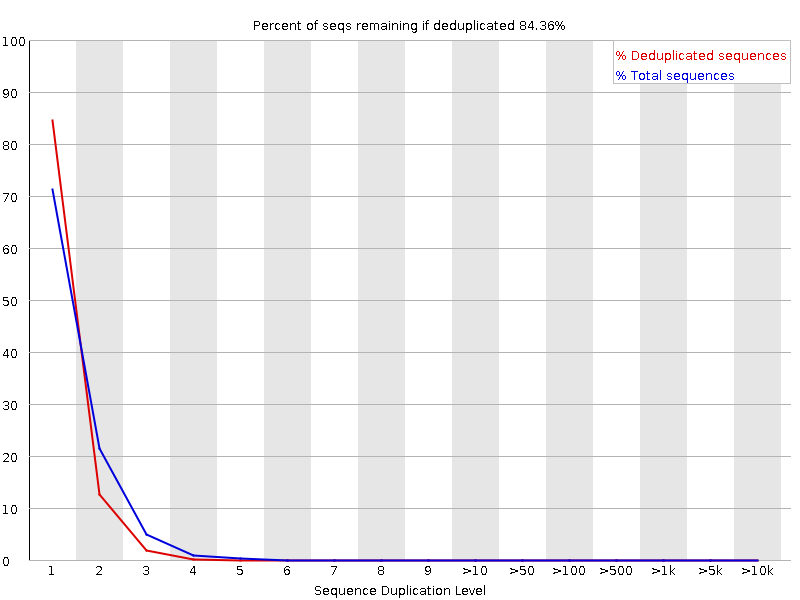 Percent of seqs remaining if deduplicated 84.36%
% Deduplicated sequences
% Total sequences
100
90
80
70
60
50
40
30
20
10
0
1 2 3 4 5 6 7 8 9 >10 >50 >100 >500 >1k >5k >10k
Sequence Duplication Level